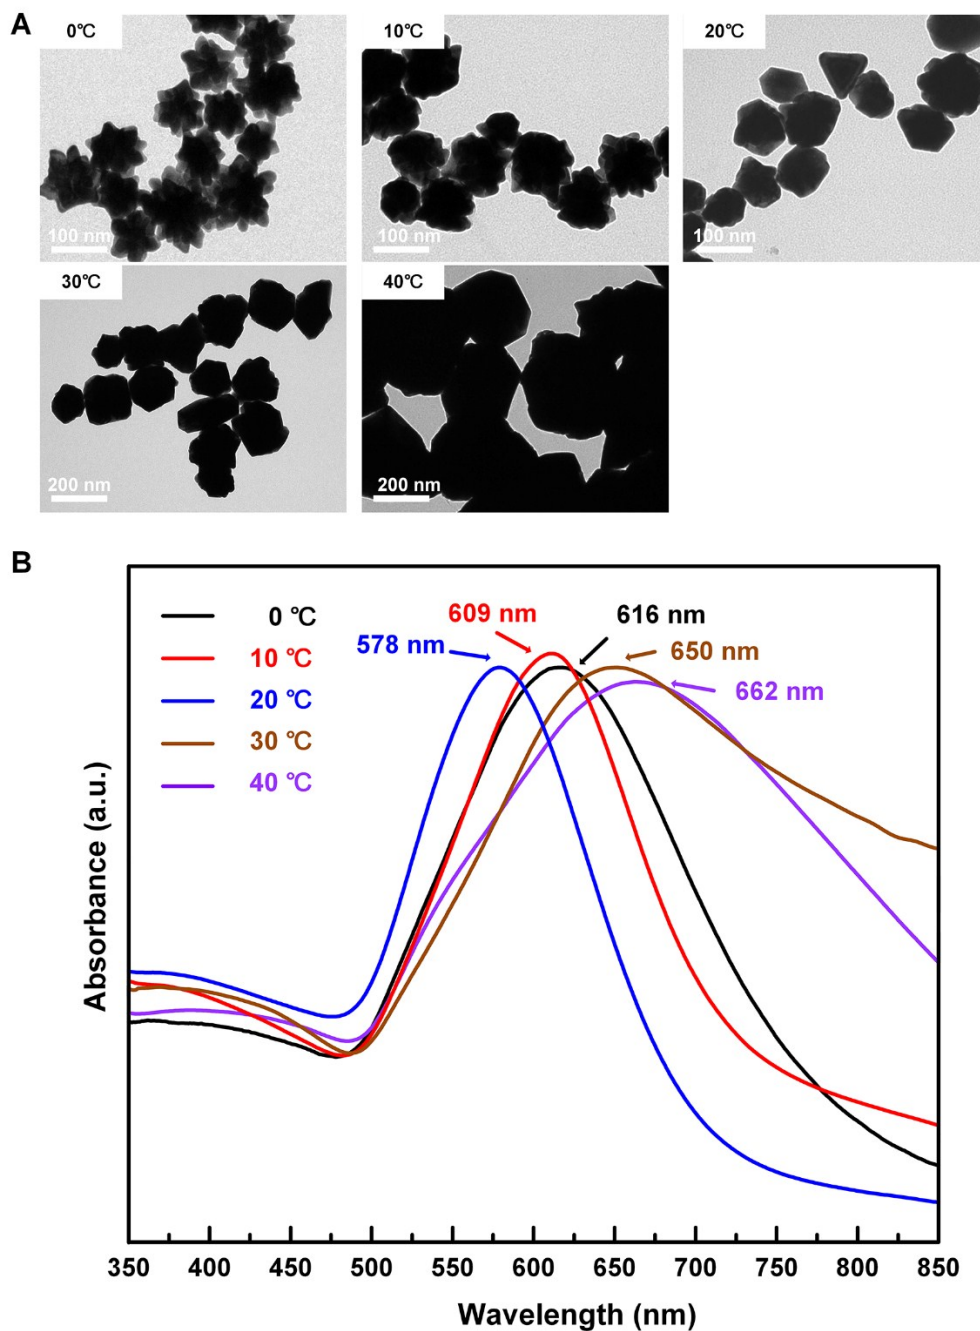 A
0℃
10℃
20℃
100 nm
100 nm
100 nm
30℃
40℃
200 nm
200 nm
B
0 ℃
10 ℃
20 ℃
30 ℃
40 ℃
609 nm
616 nm
578 nm
650 nm
662 nm
Absorbance (a.u.)
350 400 450 500 550 600 650 700 750 800 850
Wavelength (nm)